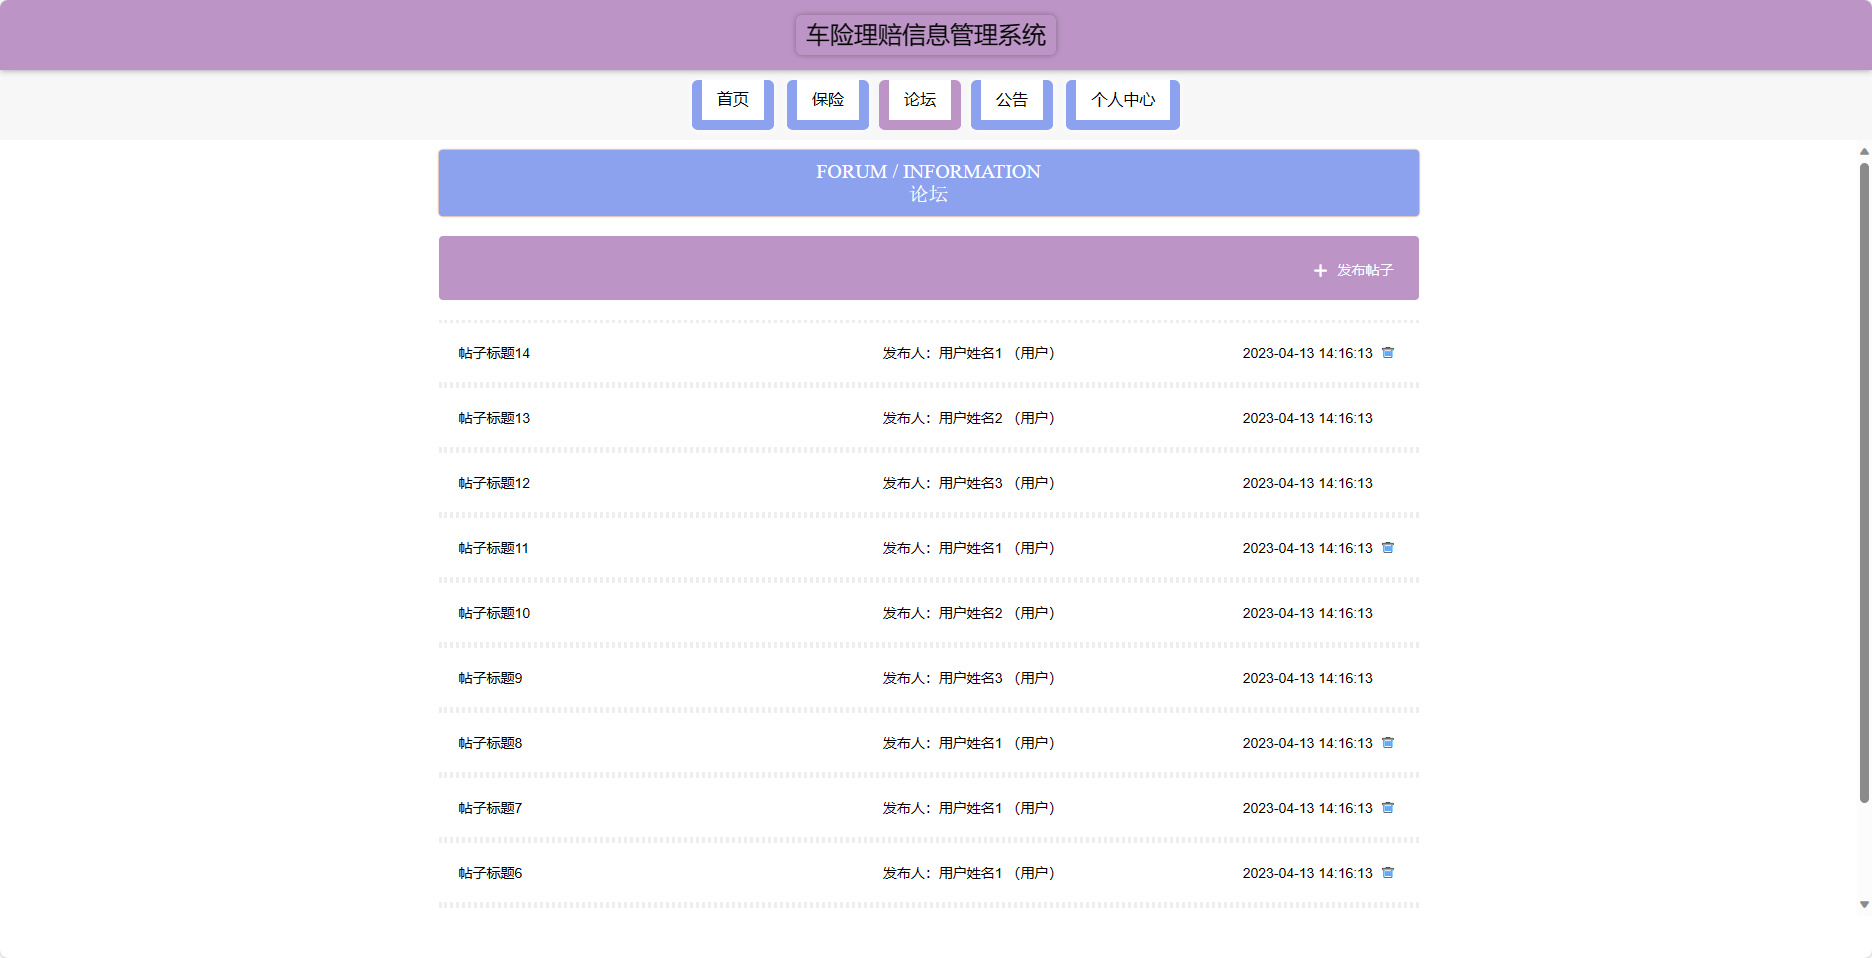 车险理赔信息管理系统
首页 保险 论坛 公告 个人中心
FORUM / INFORMATION
论坛
发布帖子
帖子标题14 发布人：用户姓名1 （用户） 2023-04-13 14:16:13
帖子标题13 发布人：用户姓名2 （用户） 2023-04-13 14:16:13
帖子标题12 发布人：用户姓名3 （用户） 2023-04-13 14:16:13
帖子标题11 发布人：用户姓名1 （用户） 2023-04-13 14:16:13
帖子标题10 发布人：用户姓名2 （用户） 2023-04-13 14:16:13
帖子标题9 发布人：用户姓名3 （用户） 2023-04-13 14:16:13
帖子标题8 发布人：用户姓名1 （用户） 2023-04-13 14:16:13
帖子标题7 发布人：用户姓名1 （用户） 2023-04-13 14:16:13
帖子标题6 发布人：用户姓名1 （用户） 2023-04-13 14:16:13